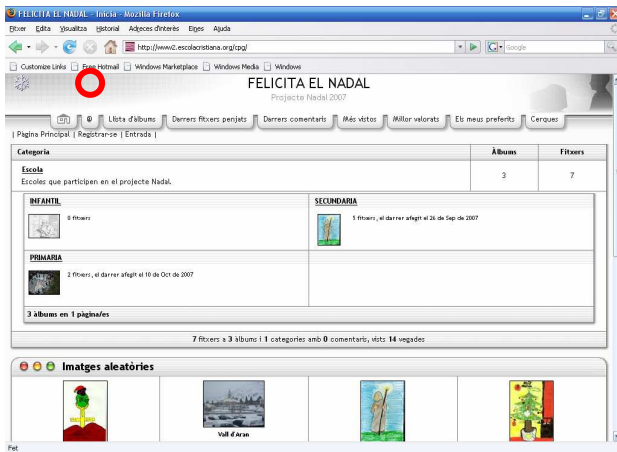 FELICITA EL NADAL - Inicia - Mozilla Firefox
Fitxer Edita Visualitza Historial Adreces d'interès Eines Ajuda
http://www2.escolacristiana.org/cpg/ Google
Customize Links Free Hotmail Windows Marketplace Windows Media Windows
FELICITA EL NADAL
Projecte Nadal 2007
Llista d'àlbums Darrers fitxers penjats Darrers comentaris Més vistos Millor valorats Els meus preferits Cerques
| Pàgina Principal | Registrar-se | Entrada |
Categoria Àlbums Fitxers
Escola
Escoles que participen en el projecte Nadal. 3 7
INFANTIL SECUNDARIA
0 fitxers 5 fitxers, el darrer afegit el 26 de Sep de 2007
PRIMARIA
2 fitxers, el darrer afegit el 10 de Oct de 2007
3 àlbums en 1 pàgina/es
7 fitxers a 3 àlbums i 1 categories amb 0 comentaris, vists 14 vegades
Imatges aleatòries
Vall d'Aran
Fet